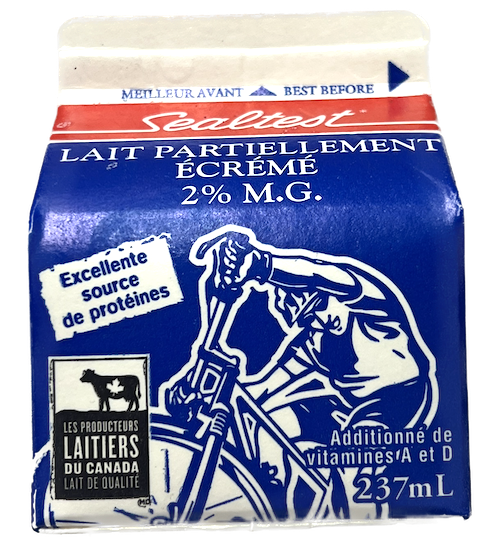 MEILLEUR AVANT BEST BEFORE
Sealtest
LAIT PARTIELLEMENT
ÉCRÉMÉ
2% M.G.
Excellente
source
de protéines
LES PRODUCTEURS
LAITIERS
DU CANADA
LAIT DE QUALITÉ
Additionné de
vitamines A et D
237mL